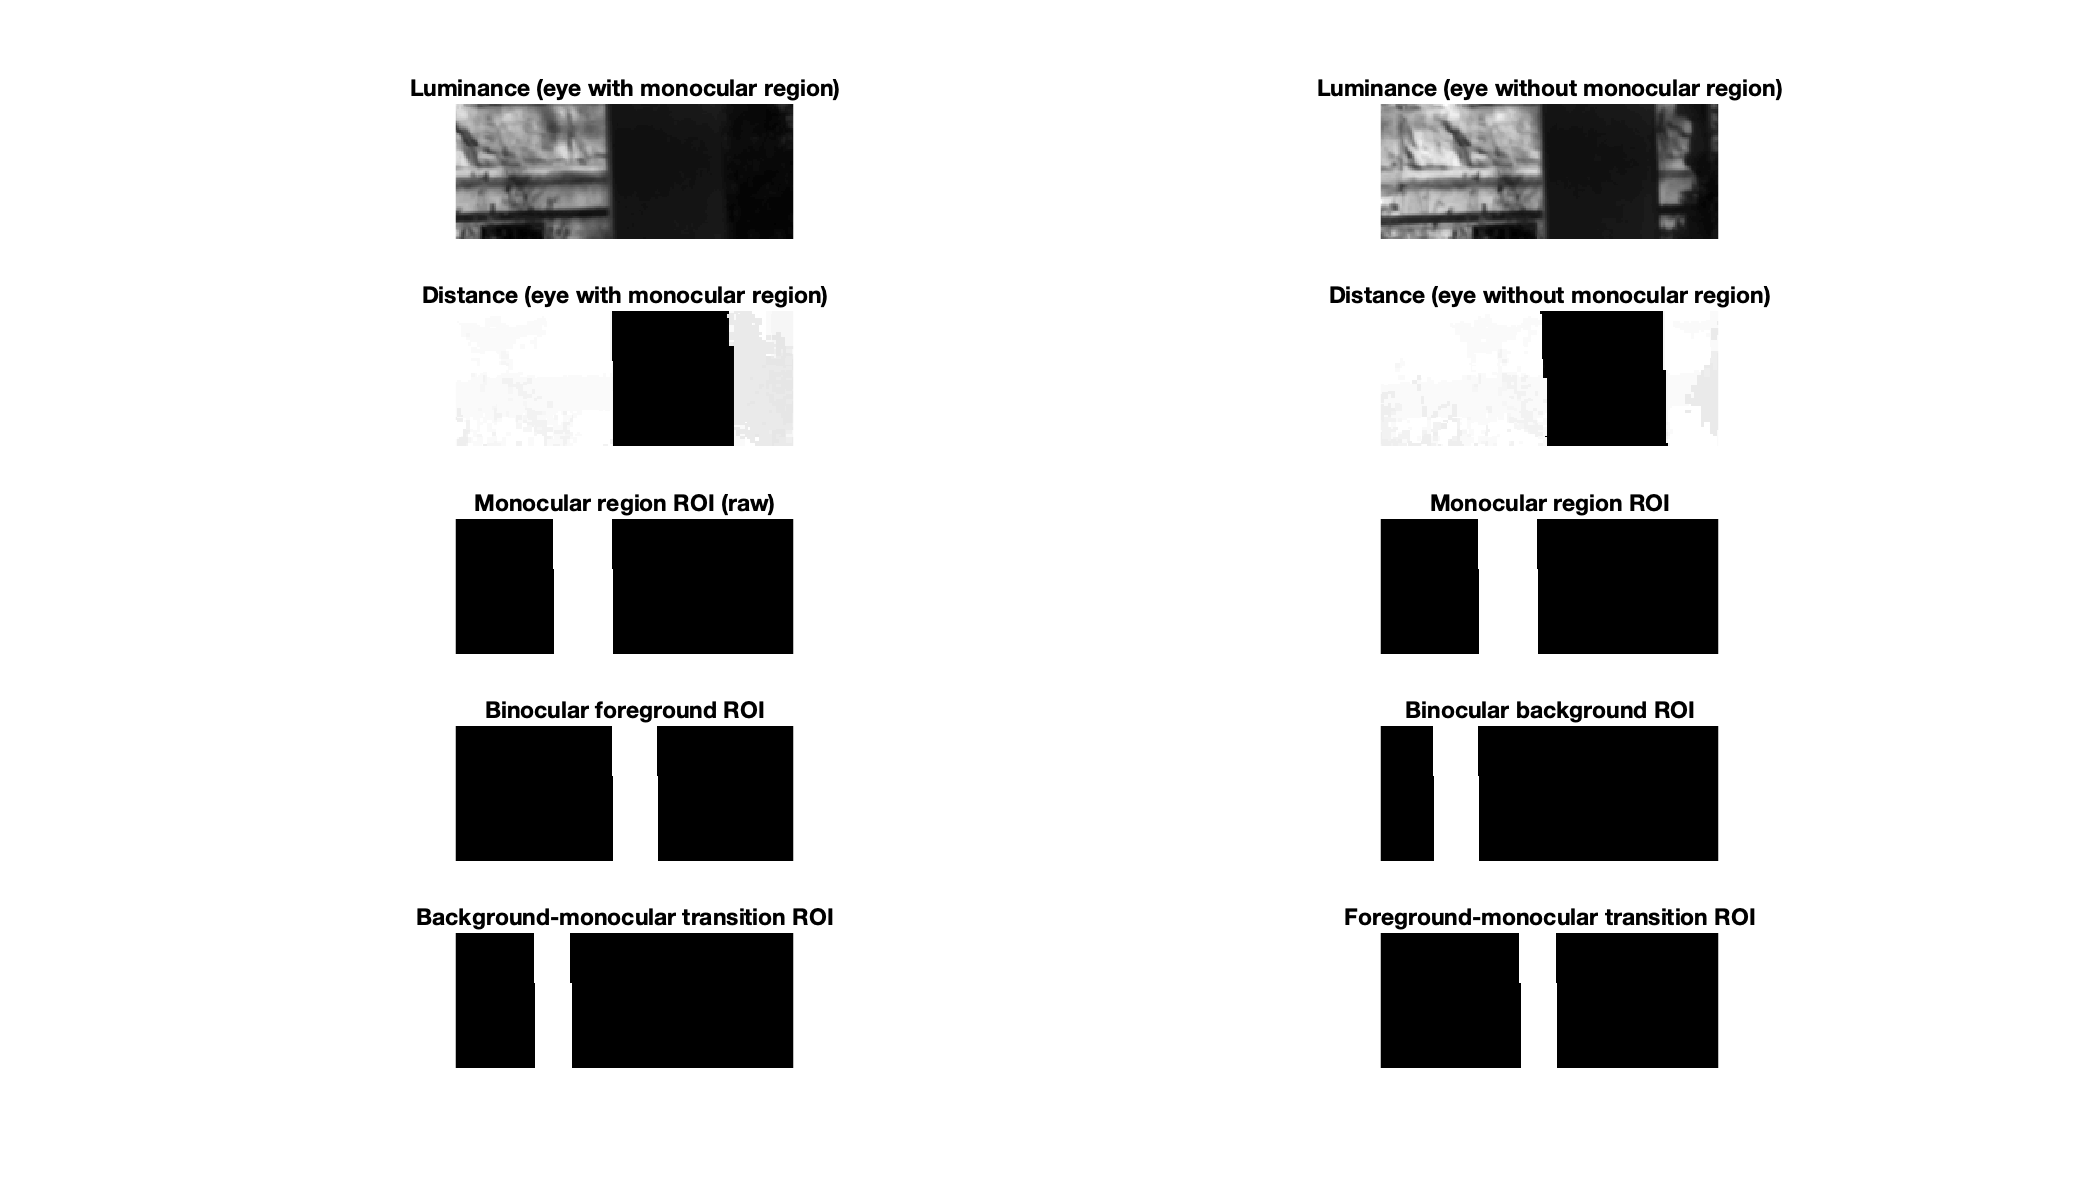 Luminance (eye with monocular region)
Luminance (eye without monocular region)
Distance (eye with monocular region)
Distance (eye without monocular region)
Monocular region ROI (raw)
Monocular region ROI
Binocular foreground ROI
Binocular background ROI
Background-monocular transition ROI
Foreground-monocular transition ROI